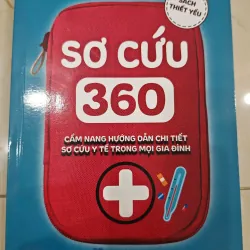 SÁCH
THIẾT YẾU
SƠ CỨU
360
CẨM NANG HƯỚNG DẪN CHI TIẾT
SƠ CỨU Y TẾ TRONG MỌI GIA ĐÌNH